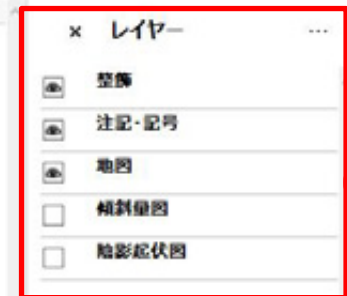 × レイヤー ...
整飾
注記・記号
地図
傾斜量図
陰影起伏図